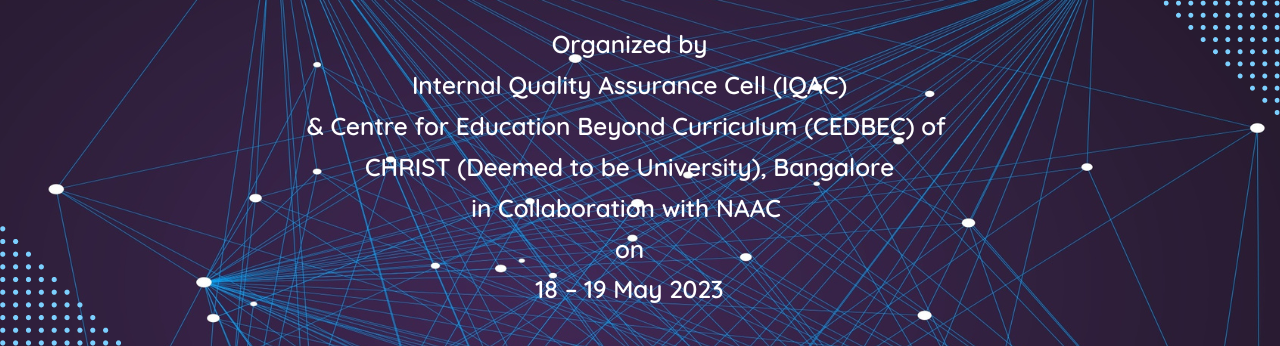 Organized by
Internal Quality Assurance Cell (IQAC)
& Centre for Education Beyond Curriculum (CEDBEC) of
CHRIST (Deemed to be University), Bangalore
in Collaboration with NAAC
on
18 – 19 May 2023